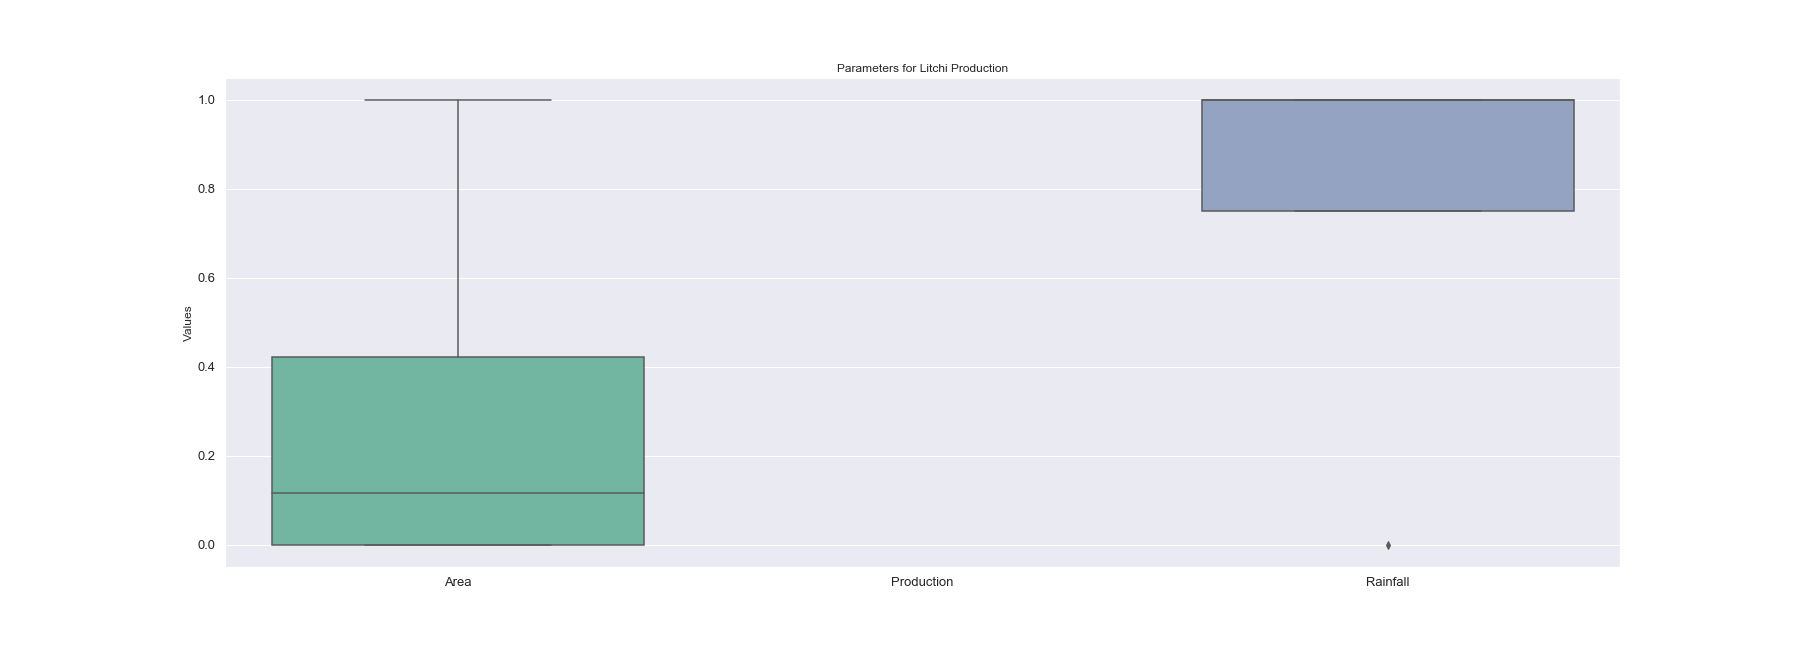 Parameters for Litchi Production
1.0
0.8
0.6
0.4
0.2
0.0
Values
Area
Production
Rainfall